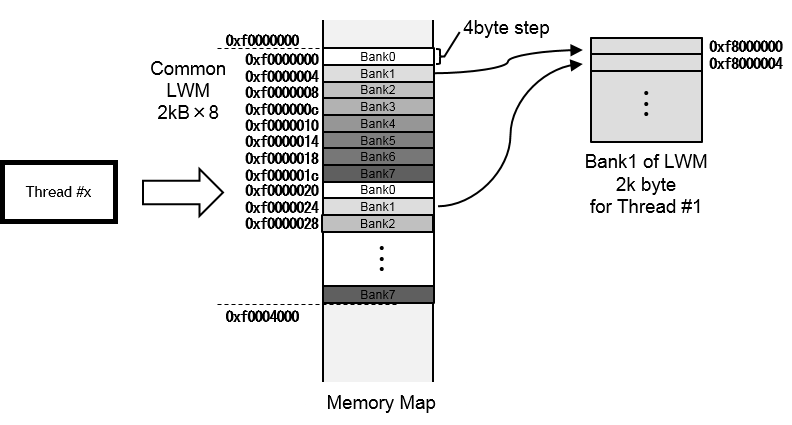 4byte step
0xf0000000
0xf0000000
Bank0
0xf8000000
Common
LWM
2kB×8
0xf0000004
Bank1
0xf8000004
0xf0000008
Bank2
0xf000000c
Bank3
0xf0000010
Bank4
0xf0000014
Bank5
0xf0000018
Bank6
0xf000001c
Bank7
Bank1 of LWM
2k byte
for Thread #1
Thread #x
0xf0000020
Bank0
0xf0000024
Bank1
0xf0000028
Bank2
Bank7
0xf0004000
Memory Map